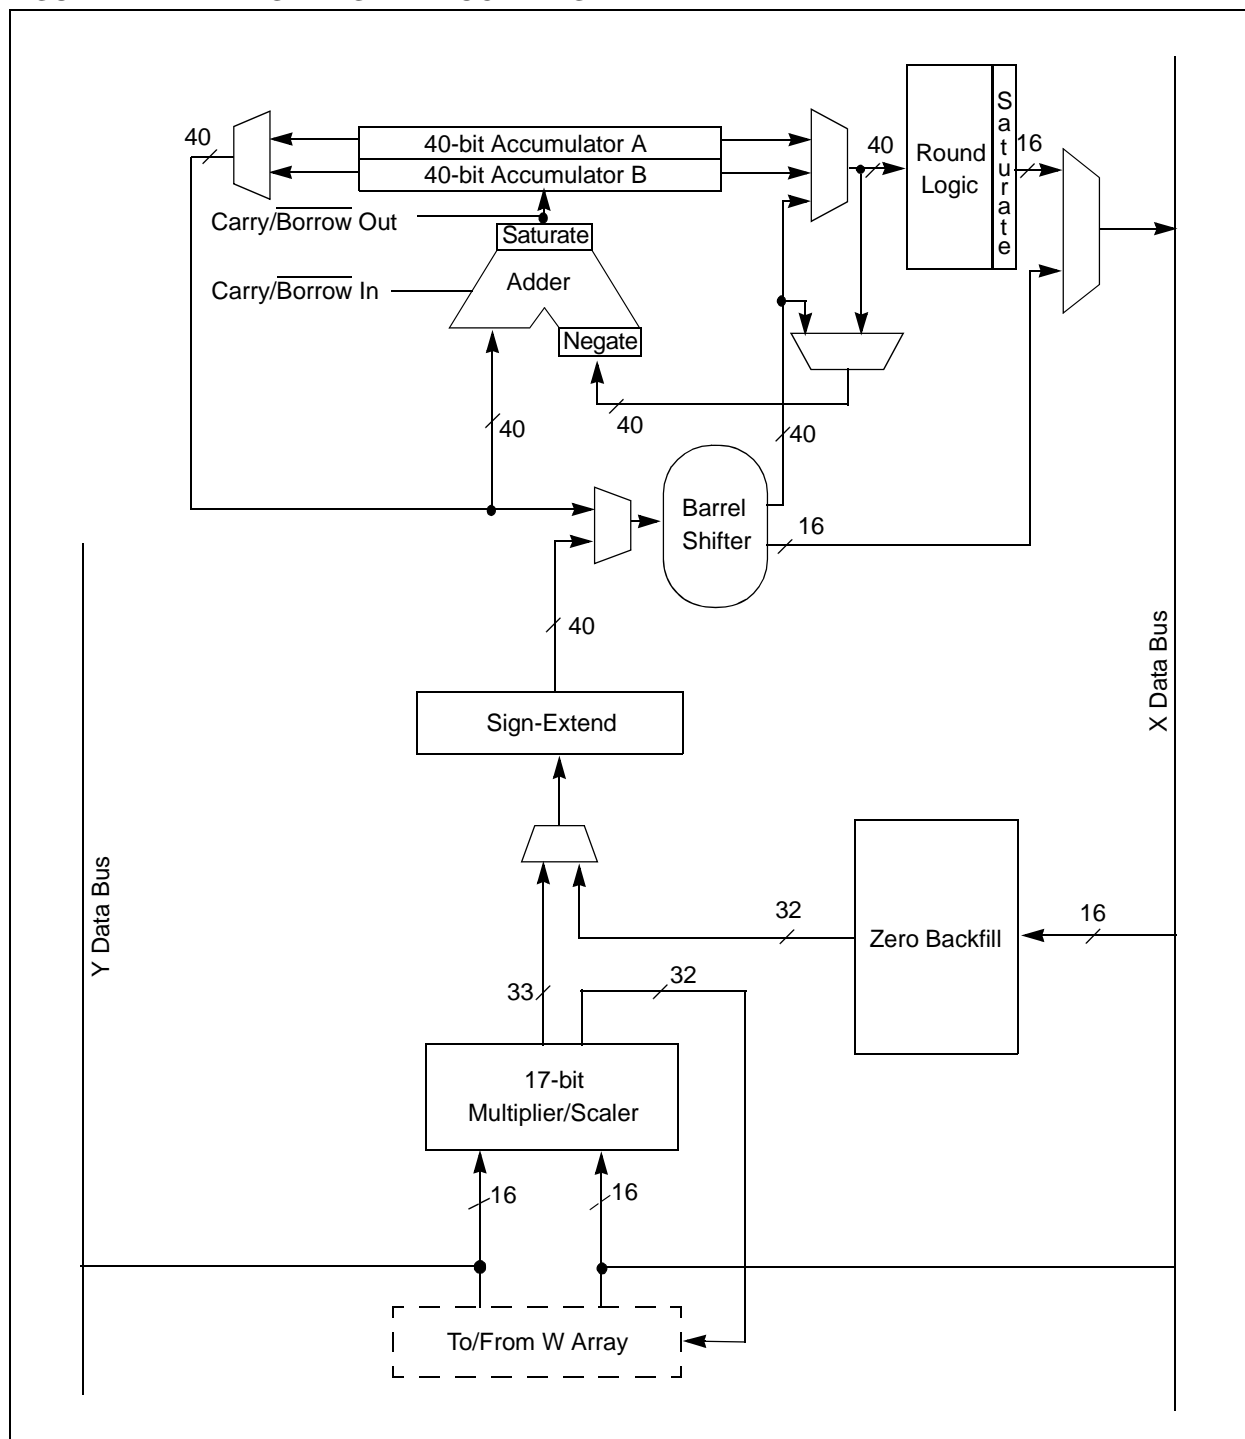 40
40-bit Accumulator A
40-bit Accumulator B
40
Round
Logic
Saturate
16
Carry/Borrow Out
Saturate
Carry/Borrow In
Adder
Negate
40
40
40
Barrel
Shifter
16
40
X Data Bus
Sign-Extend
Y Data Bus
32
Zero Backfill
16
33
32
17-bit
Multiplier/Scaler
16
16
To/From W Array